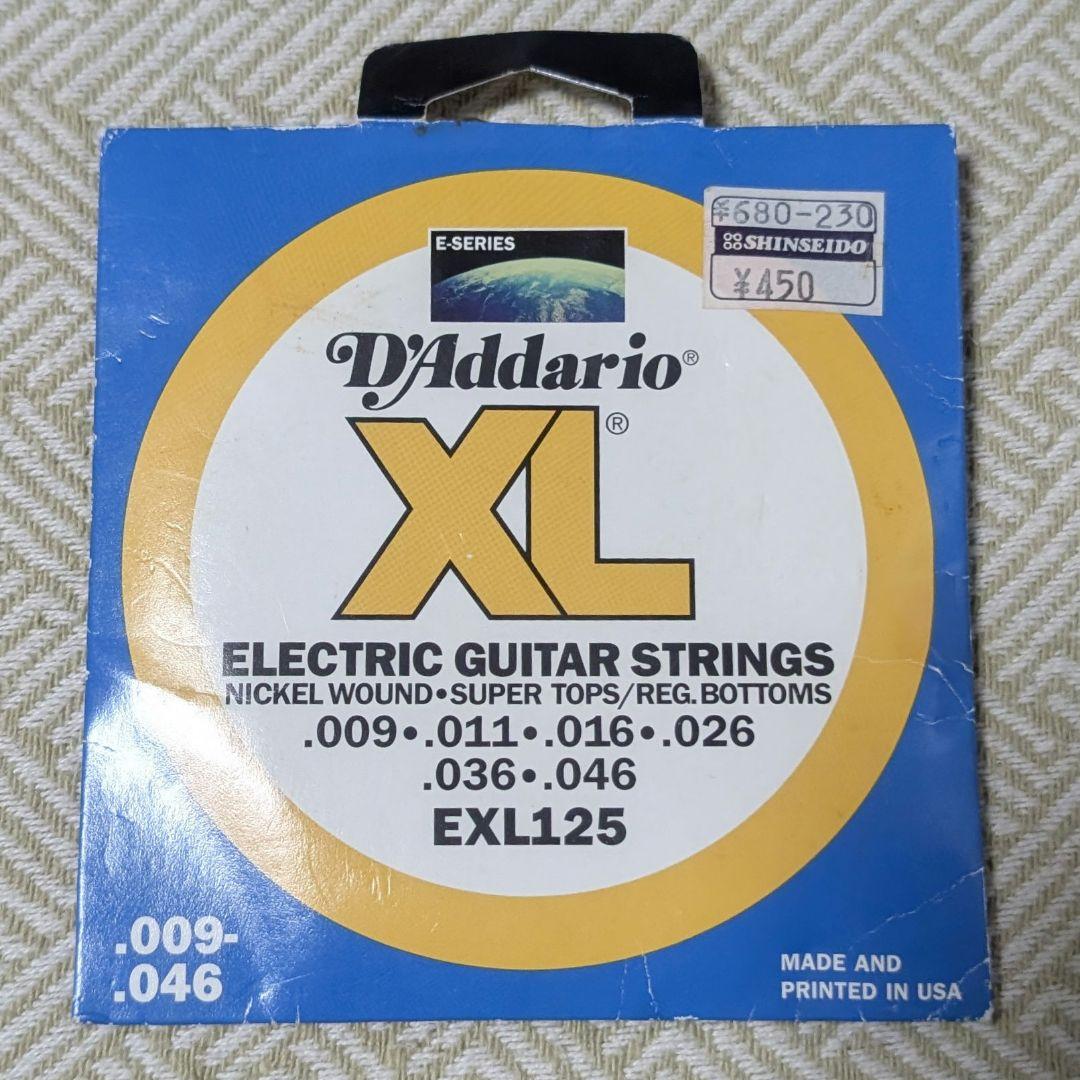 E-SERIES
¥680-230
SHINSEIDO
¥450
D'Addario®
XL®
ELECTRIC GUITAR STRINGS
NICKEL WOUND•SUPER TOPS/REG.BOTTOMS
.009•.011•.016•.026
.036•.046
EXL125
.009-
.046
MADE AND
PRINTED IN USA